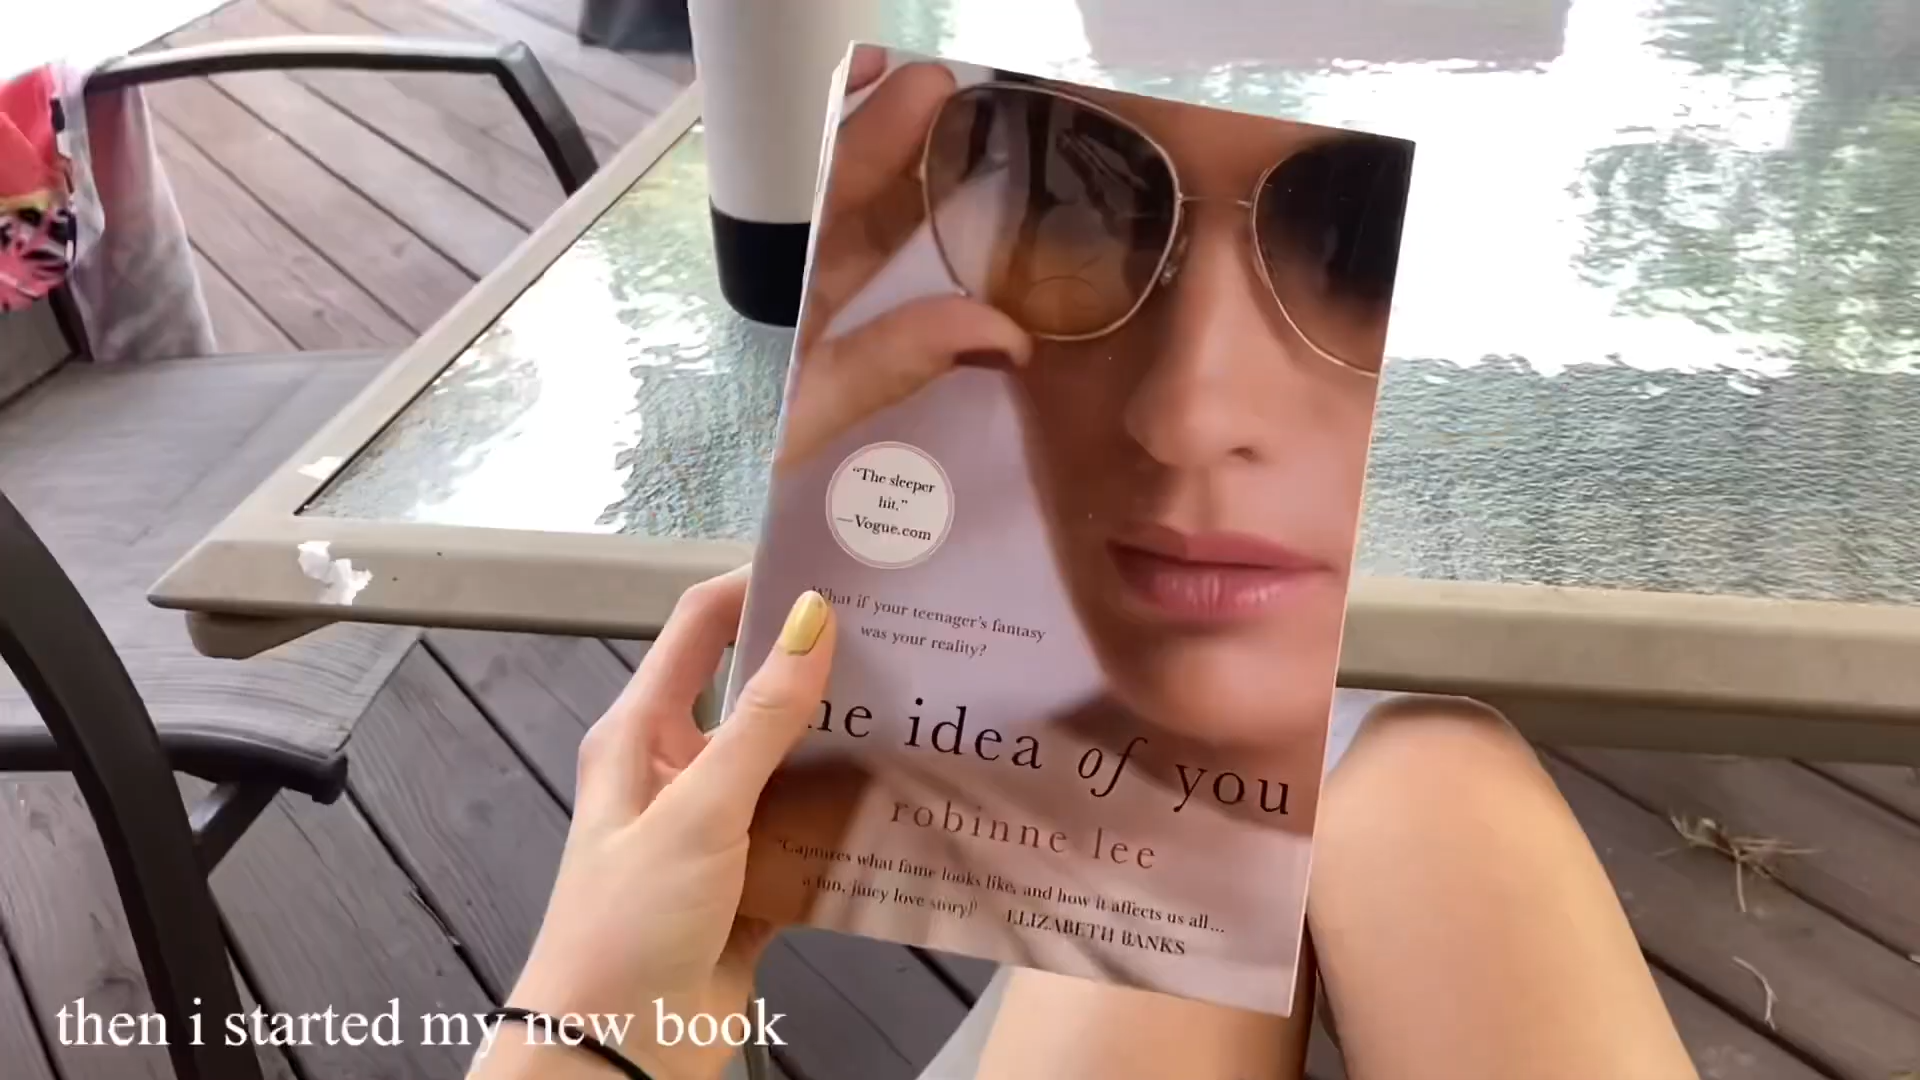 "The sleeper
hit."
—Vogue.com
What if your teenager's fantasy
was your reality?
he idea of you
robinne lee
"Captures what fame looks like, and how it affects us all...
a fun, juicy love story!" ELIZABETH BANKS
then i started my new book